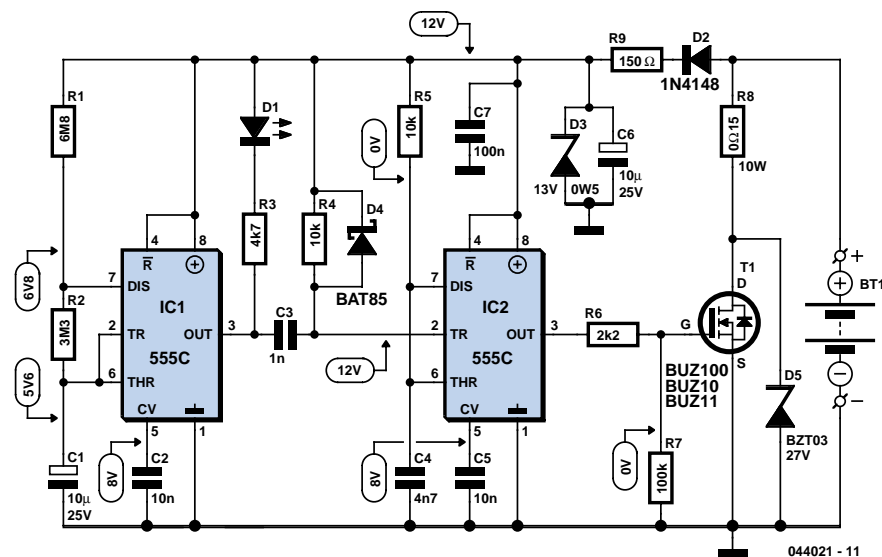 12V
R9
150 Ω
D2
1N4148
R1
6M8
D1
R5
10k
0V
C7
100n
D3
13V
0W5
C6
10µ
25V
R8
0Ω15
10W
R3
4k7
R4
10k
D4
BAT85
6V8
R2
3M3
5V6
4
8
R
7
DIS
IC1
2
TR
OUT
3
555C
6
THR
CV
5
1
C3
1n
12V
4
8
R
7
DIS
IC2
2
TR
OUT
3
555C
6
THR
CV
5
1
R6
2k2
T1
D
G
S
BUZ100
BUZ10
BUZ11
+
BT1
–
D5
BZT03
27V
C1
10µ
25V
8V
C2
10n
C4
4n7
8V
C5
10n
0V
R7
100k
044021 - 11